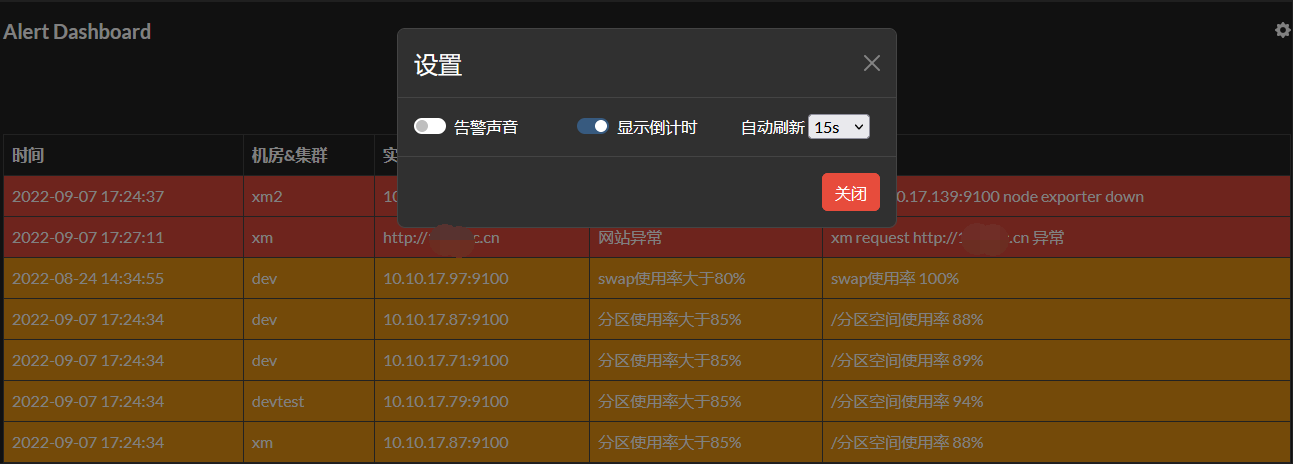 Alert Dashboard
设置
告警声音 显示倒计时 自动刷新 15s
关闭
时间 机房&集群 实
2022-09-07 17:24:37 xm2 10 0.17.139:9100 node exporter down
2022-09-07 17:27:11 xm http:// c.cn 网站异常 xm request http://1 .cn 异常
2022-08-24 14:34:55 dev 10.10.17.97:9100 swap使用率大于80% swap使用率 100%
2022-09-07 17:24:34 dev 10.10.17.87:9100 分区使用率大于85% /分区空间使用率 88%
2022-09-07 17:24:34 dev 10.10.17.71:9100 分区使用率大于85% /分区空间使用率 89%
2022-09-07 17:24:34 devtest 10.10.17.79:9100 分区使用率大于85% /分区空间使用率 94%
2022-09-07 17:24:34 xm 10.10.17.87:9100 分区使用率大于85% /分区空间使用率 88%